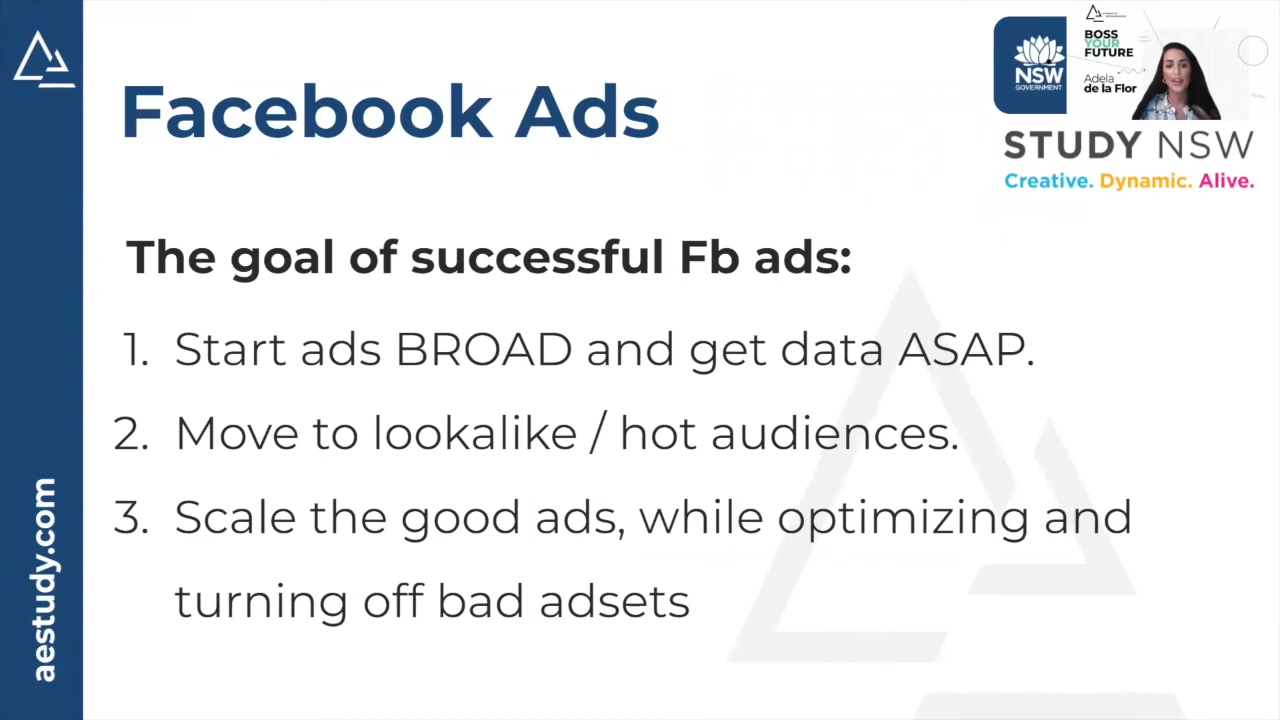 Facebook Ads
The goal of successful Fb ads:
1. Start ads BROAD and get data ASAP.
2. Move to lookalike / hot audiences.
3. Scale the good ads, while optimizing and
turning off bad adsets
aestudy.com
NSW
GOVERNMENT
BOSS
YOUR
FUTURE
Adela
de la Flor
STUDY NSW
Creative. Dynamic. Alive.